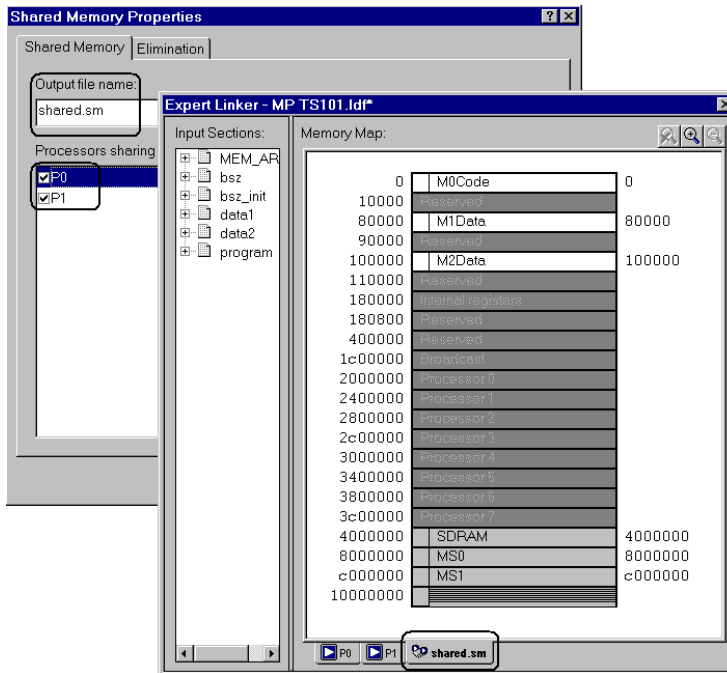 Shared Memory Properties
Shared Memory
Elimination
Output file name:
shared.sm
Processors sharing
P0
P1
Expert Linker - MP TS101.ldf*
Input Sections:
MEM_AR
bsz
bsz_init
data1
data2
program
Memory Map:
0 M0Code 0
10000 Reserved
80000 M1Data 80000
90000 Reserved
100000 M2Data 100000
110000 Reserved
180000 Internal registers
180800 Reserved
400000 Reserved
1c00000 Broadcast
2000000 Processor 0
2400000 Processor 1
2800000 Processor 2
2c00000 Processor 3
3000000 Processor 4
3400000 Processor 5
3800000 Processor 6
3c00000 Processor 7
4000000 SDRAM 4000000
8000000 MS0 8000000
c000000 MS1 c000000
10000000
P0 P1 shared.sm